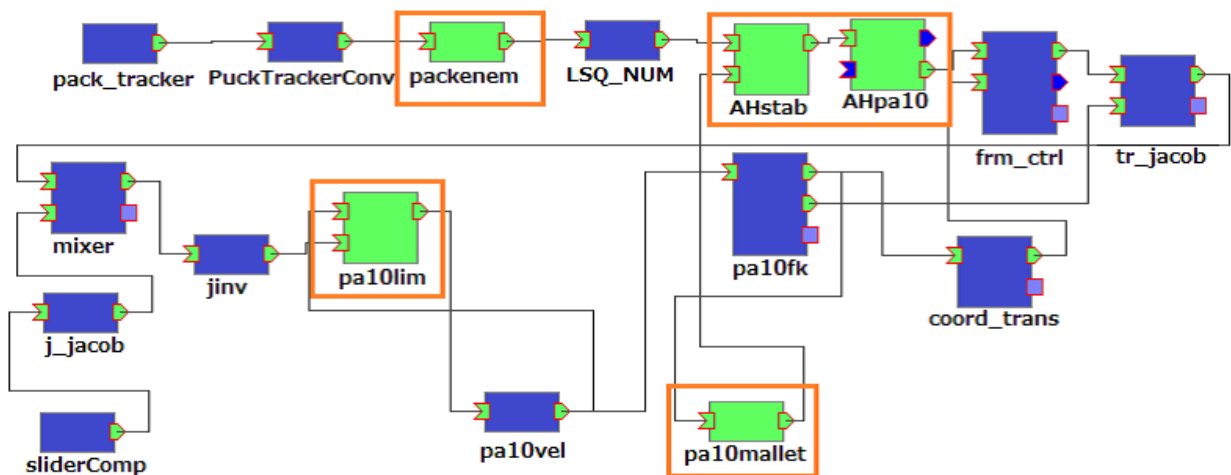 pack_tracker
PuckTrackerConv
packenem
LSQ_NUM
AHstab
AHpa10
frm_ctrl
tr_jacob
mixer
jinv
pa10lim
pa10fk
coord_trans
j_jacob
sliderComp
pa10vel
pa10mallet